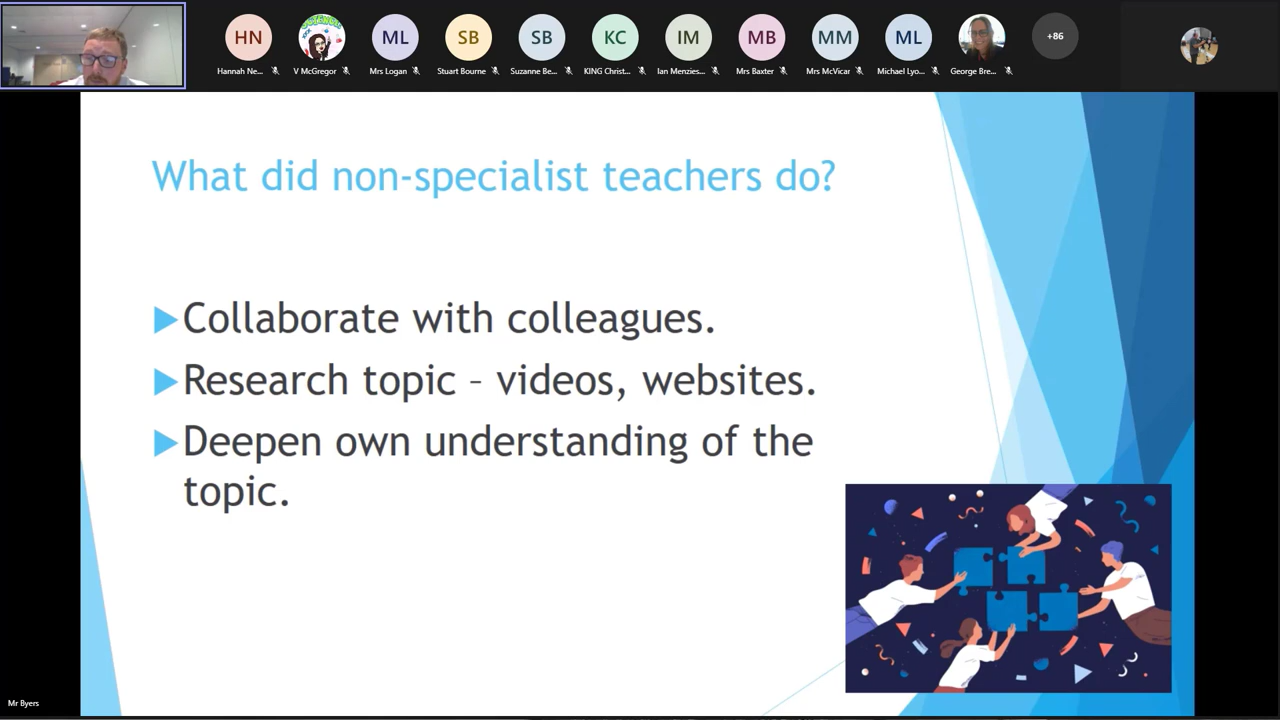 HN
ML
SB
SB
KC
IM
MB
MM
ML
+86
Hannah Ne...
V McGregor
Mrs Logan
Stuart Bourne
Suzanne Be...
KING Christ...
Ian Menzies...
Mrs Baxter
Mrs McVicar
Michael Lyo...
George Bre...
What did non-specialist teachers do?
Collaborate with colleagues.
Research topic – videos, websites.
Deepen own understanding of the
topic.
Mr Byers